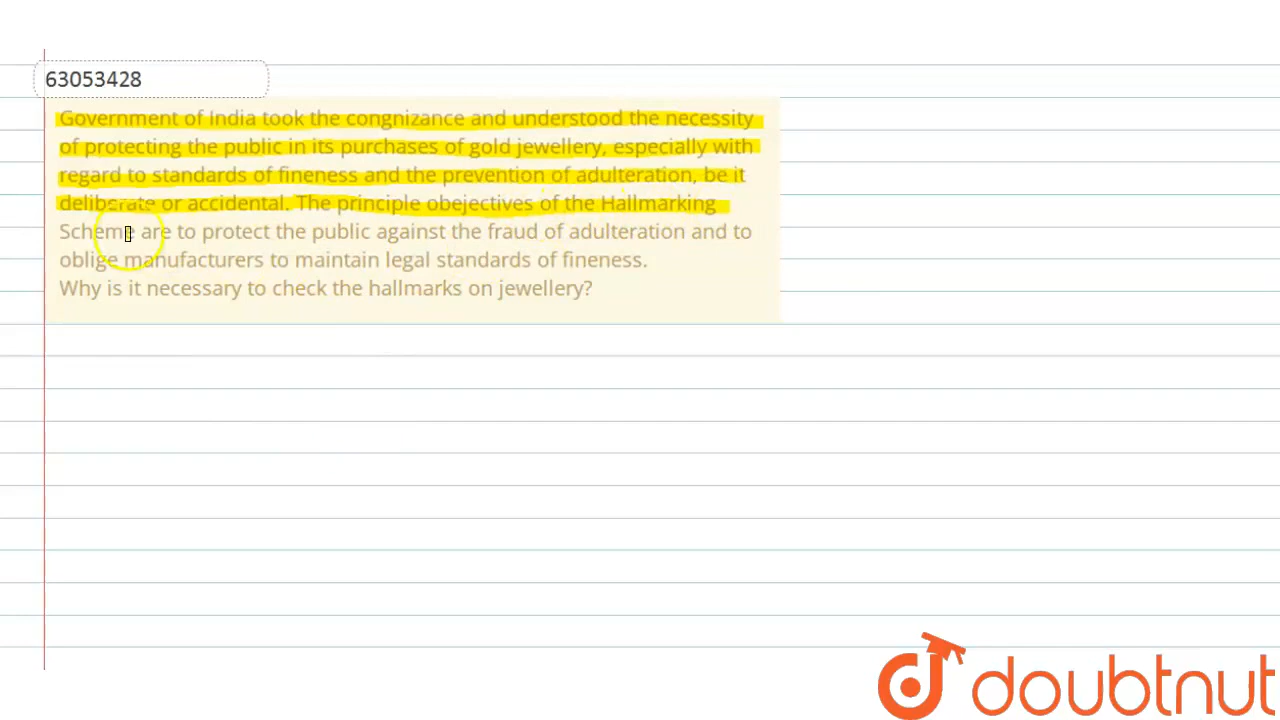 63053428
Government of India took the congnizance and understood the necessity
of protecting the public in its purchases of gold jewellery, especially with
regard to standards of fineness and the prevention of adulteration, be it
deliberate or accidental. The principle obejectives of the Hallmarking
Scheme are to protect the public against the fraud of adulteration and to
oblige manufacturers to maintain legal standards of fineness.
Why is it necessary to check the hallmarks on jewellery?
doubtnut